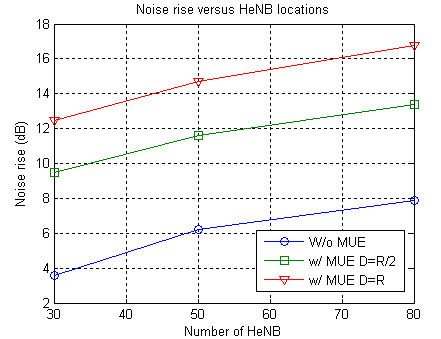 Noise rise versus HeNB locations
18
16
14
12
10
8
6
4
2
Noise rise (dB)
W/o MUE
w/ MUE D=R/2
w/ MUE D=R
30 40 50 60 70 80
Number of HeNB